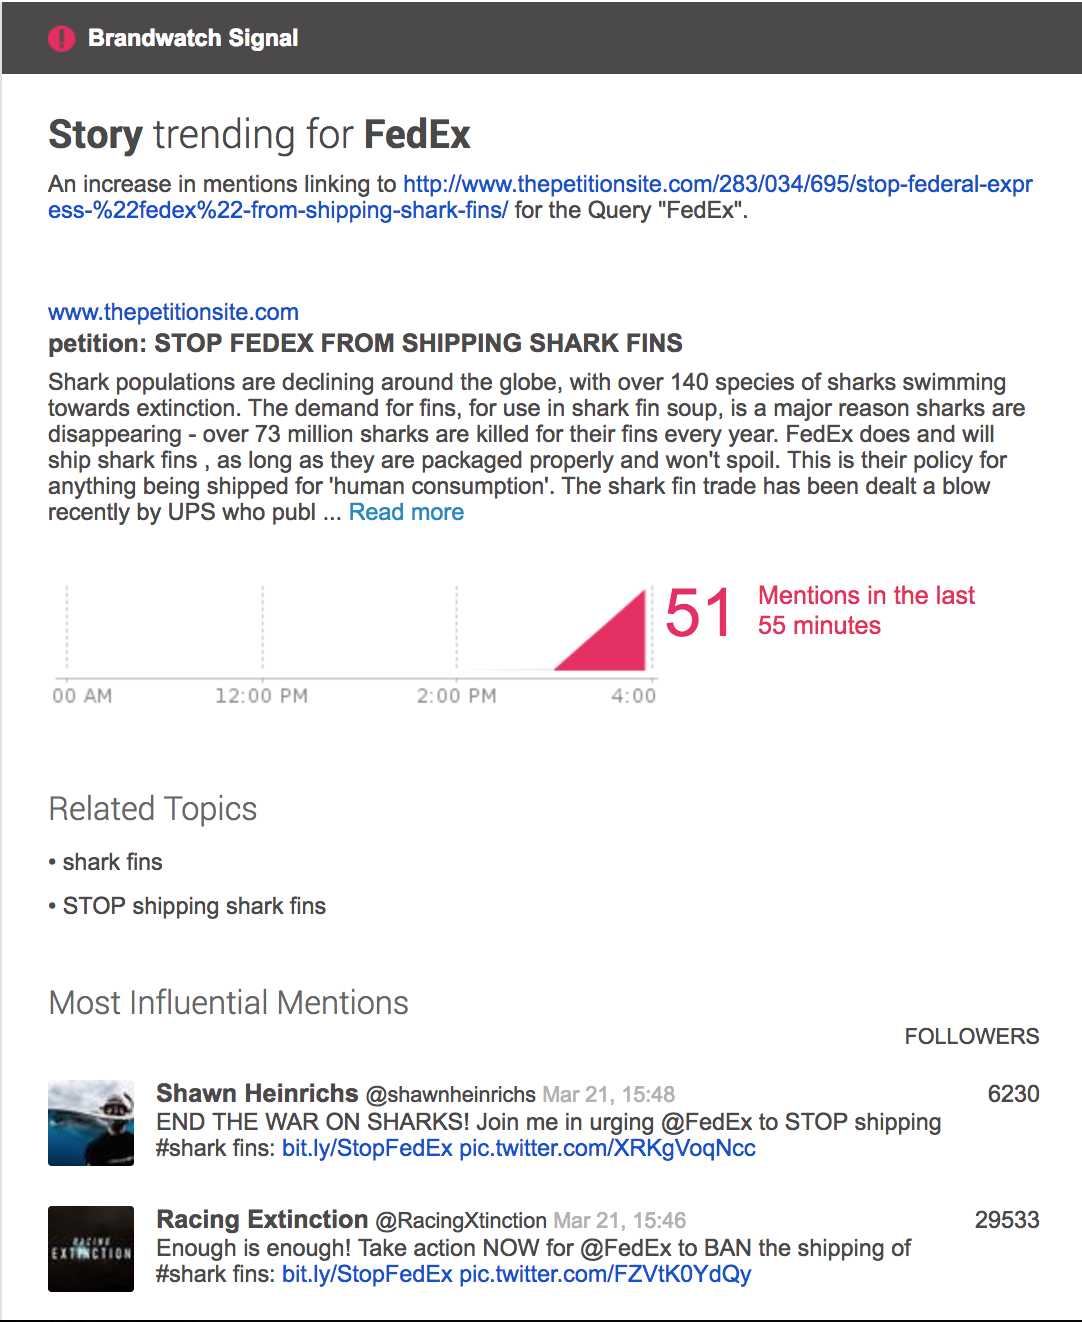 Brandwatch Signal
Story trending for FedEx
An increase in mentions linking to http://www.thepetitionsite.com/283/034/695/stop-federal-expr
ess-%22fedex%22-from-shipping-shark-fins/ for the Query "FedEx".
www.thepetitionsite.com
petition: STOP FEDEX FROM SHIPPING SHARK FINS
Shark populations are declining around the globe, with over 140 species of sharks swimming
towards extinction. The demand for fins, for use in shark fin soup, is a major reason sharks are
disappearing - over 73 million sharks are killed for their fins every year. FedEx does and will
ship shark fins , as long as they are packaged properly and won't spoil. This is their policy for
anything being shipped for 'human consumption'. The shark fin trade has been dealt a blow
recently by UPS who publ ... Read more
51 Mentions in the last
55 minutes
00 AM 12:00 PM 2:00 PM 4:00
Related Topics
• shark fins
• STOP shipping shark fins
Most Influential Mentions
FOLLOWERS
Shawn Heinrichs @shawnheinrichs Mar 21, 15:48 6230
END THE WAR ON SHARKS! Join me in urging @FedEx to STOP shipping
#shark fins: bit.ly/StopFedEx pic.twitter.com/XRKgVoqNcc
Racing Extinction @RacingXtinction Mar 21, 15:46 29533
RACING
EXTINCTION
Enough is enough! Take action NOW for @FedEx to BAN the shipping of
#shark fins: bit.ly/StopFedEx pic.twitter.com/FZVtK0YdQy